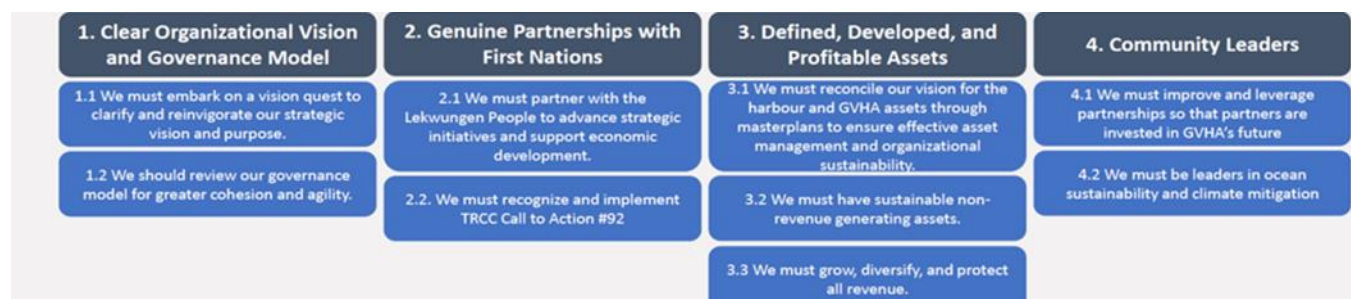 1. Clear Organizational Vision
and Governance Model
1.1 We must embark on a vision quest to
clarify and reinvigorate our strategic
vision and purpose.
1.2 We should review our governance
model for greater cohesion and agility.
2. Genuine Partnerships with
First Nations
2.1 We must partner with the
Lekwungen People to advance strategic
initiatives and support economic
development.
2.2. We must recognize and implement
TRCC Call to Action #92
3. Defined, Developed, and
Profitable Assets
3.1 We must reconcile our vision for the
harbour and GVHA assets through
masterplans to ensure effective asset
management and organizational
sustainability.
3.2 We must have sustainable non-
revenue generating assets.
3.3 We must grow, diversify, and protect
all revenue.
4. Community Leaders
4.1 We must improve and leverage
partnerships so that partners are
invested in GVHA's future
4.2 We must be leaders in ocean
sustainability and climate mitigation